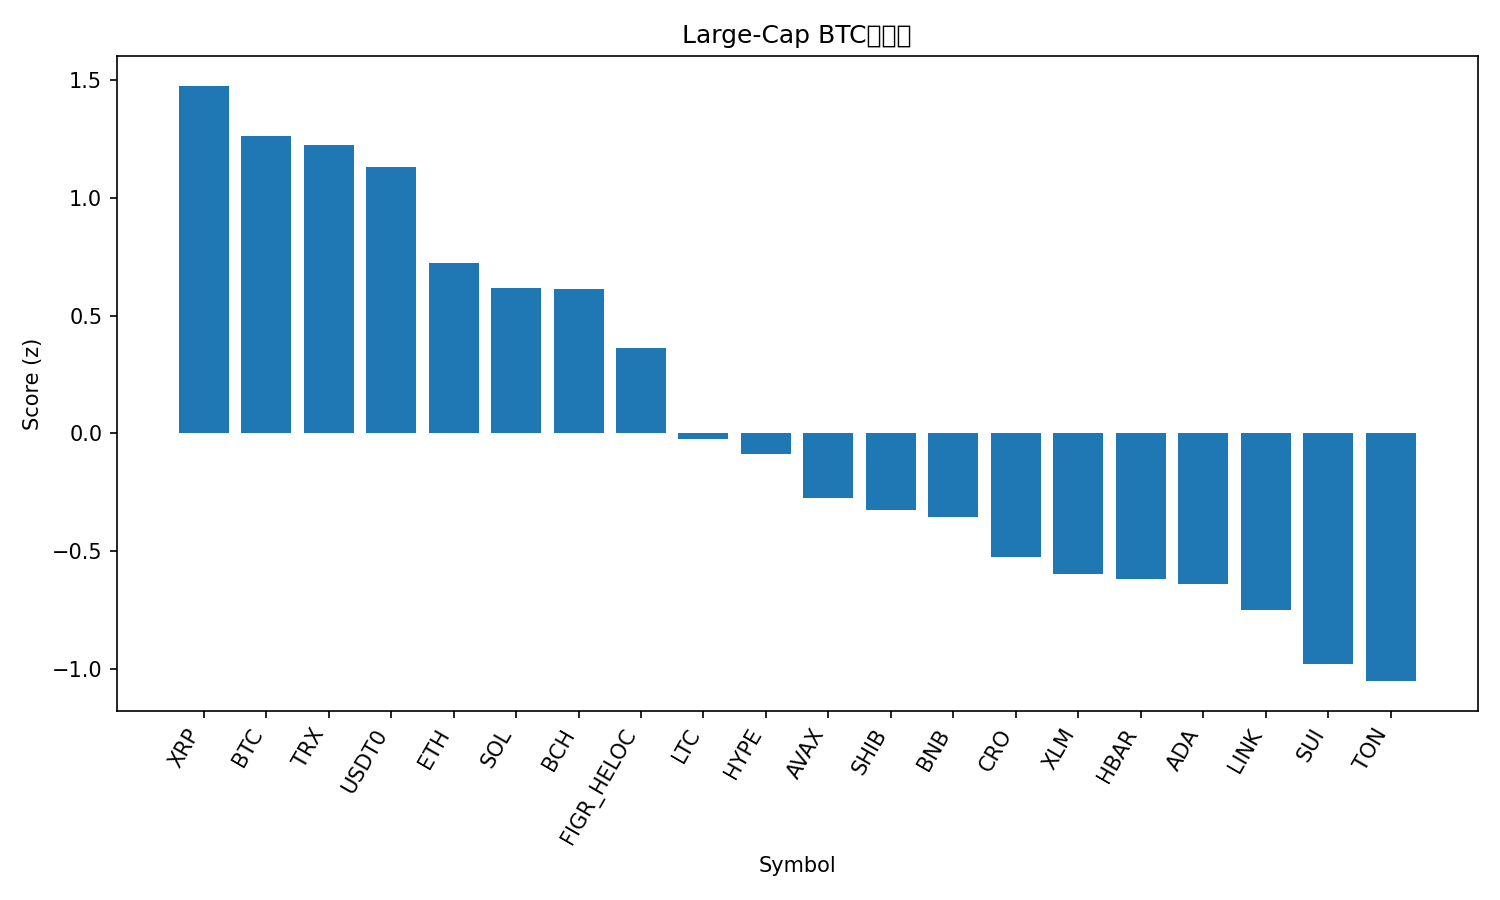 Large-Cap BTC
Score (z)
1.5
1.0
0.5
0.0
−0.5
−1.0
XRP
BTC
TRX
USDT0
ETH
SOL
BCH
FIGR_HELOC
LTC
HYPE
AVAX
SHIB
BNB
CRO
XLM
HBAR
ADA
LINK
SUI
TON
Symbol